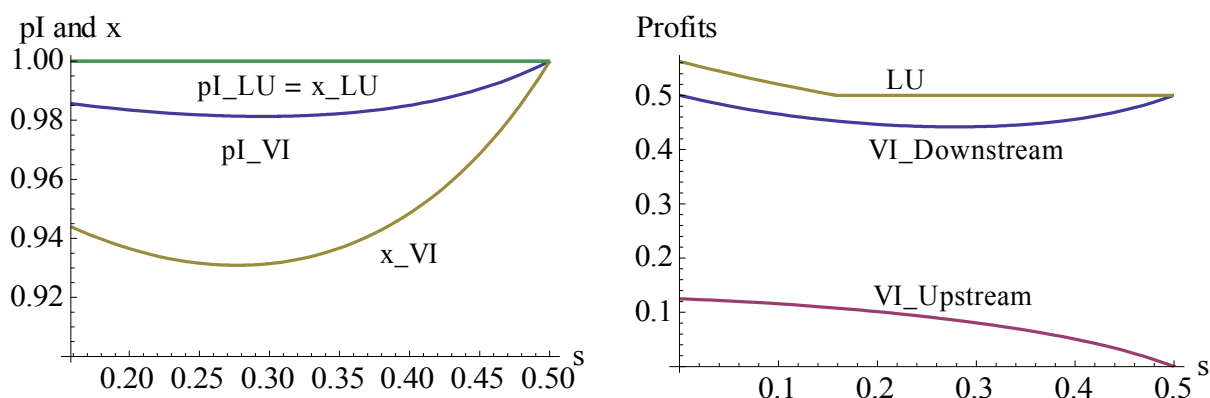 pI and x
1.00
0.98
0.96
0.94
0.92
pI_LU = x_LU
pI_VI
x_VI
0.20 0.25 0.30 0.35 0.40 0.45 0.50
s
Profits
0.5
0.4
0.3
0.2
0.1
LU
VI_Downstream
VI_Upstream
0.1 0.2 0.3 0.4 0.5
s